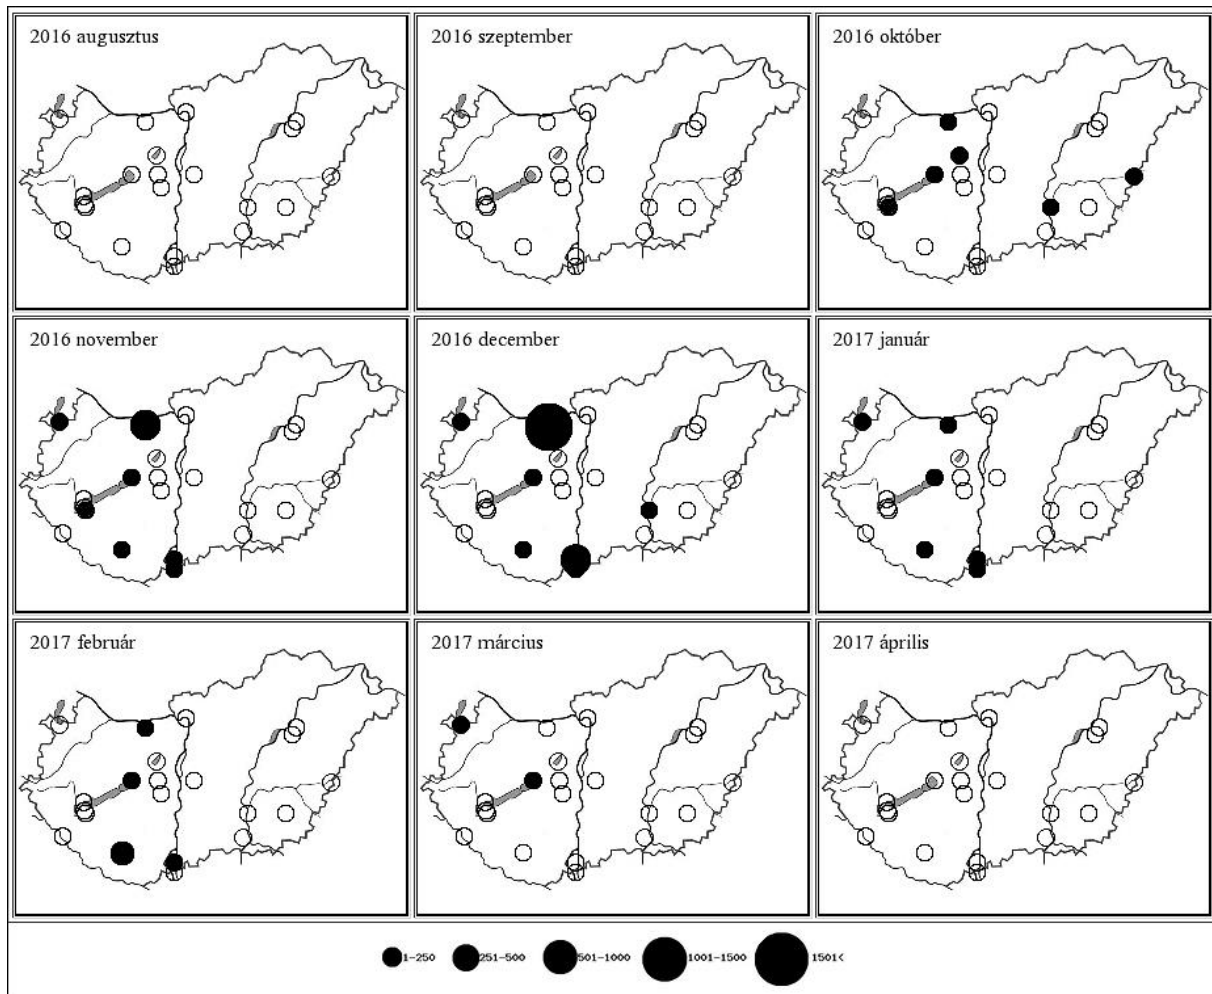 2016 augusztus
2016 szeptember
2016 október
2016 november
2016 december
2017 január
2017 február
2017 március
2017 április
1-250
251-500
501-1000
1001-1500
1501<